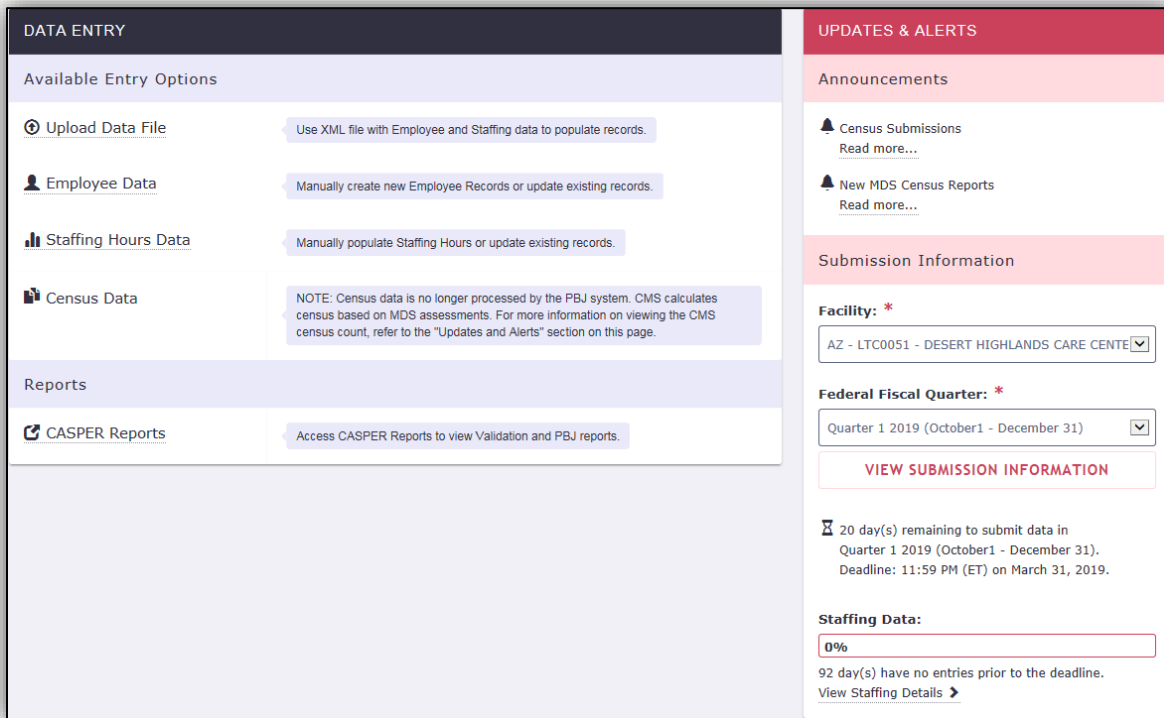 DATA ENTRY
Available Entry Options
Upload Data File
Use XML file with Employee and Staffing data to populate records.
Employee Data
Manually create new Employee Records or update existing records.
Staffing Hours Data
Manually populate Staffing Hours or update existing records.
Census Data
NOTE: Census data is no longer processed by the PBJ system. CMS calculates
census based on MDS assessments. For more information on viewing the CMS
census count, refer to the "Updates and Alerts" section on this page.
Reports
CASPER Reports
Access CASPER Reports to view Validation and PBJ reports.
UPDATES & ALERTS
Announcements
Census Submissions
Read more...
New MDS Census Reports
Read more...
Submission Information
Facility: *
AZ - LTC0051 - DESERT HIGHLANDS CARE CENTE
Federal Fiscal Quarter: *
Quarter 1 2019 (October1 - December 31)
VIEW SUBMISSION INFORMATION
20 day(s) remaining to submit data in
Quarter 1 2019 (October1 - December 31).
Deadline: 11:59 PM (ET) on March 31, 2019.
Staffing Data:
0%
92 day(s) have no entries prior to the deadline.
View Staffing Details